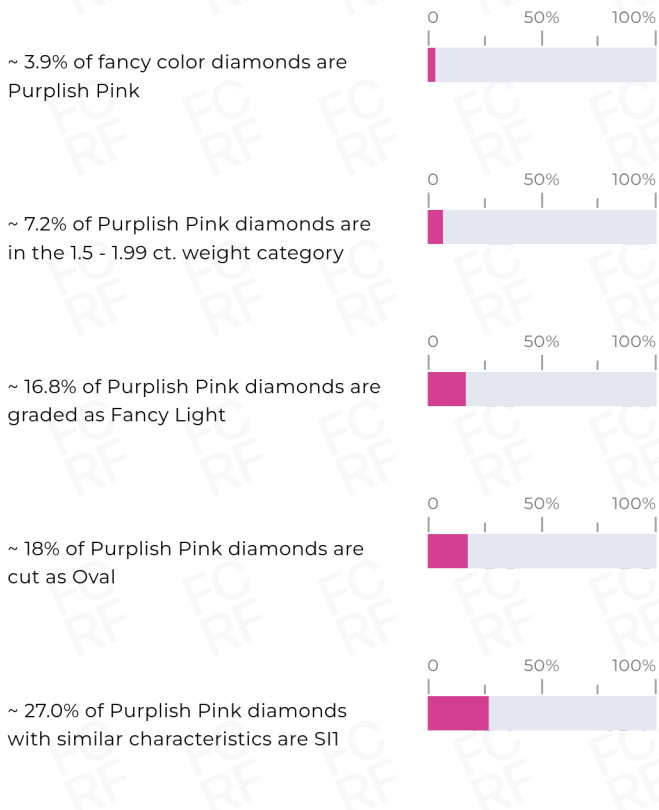 0 50% 100%
~ 3.9% of fancy color diamonds are
Purplish Pink
0 50% 100%
~ 7.2% of Purplish Pink diamonds are
in the 1.5 - 1.99 ct. weight category
0 50% 100%
~ 16.8% of Purplish Pink diamonds are
graded as Fancy Light
0 50% 100%
~ 18% of Purplish Pink diamonds are
cut as Oval
0 50% 100%
~ 27.0% of Purplish Pink diamonds
with similar characteristics are SI1
FC
RF